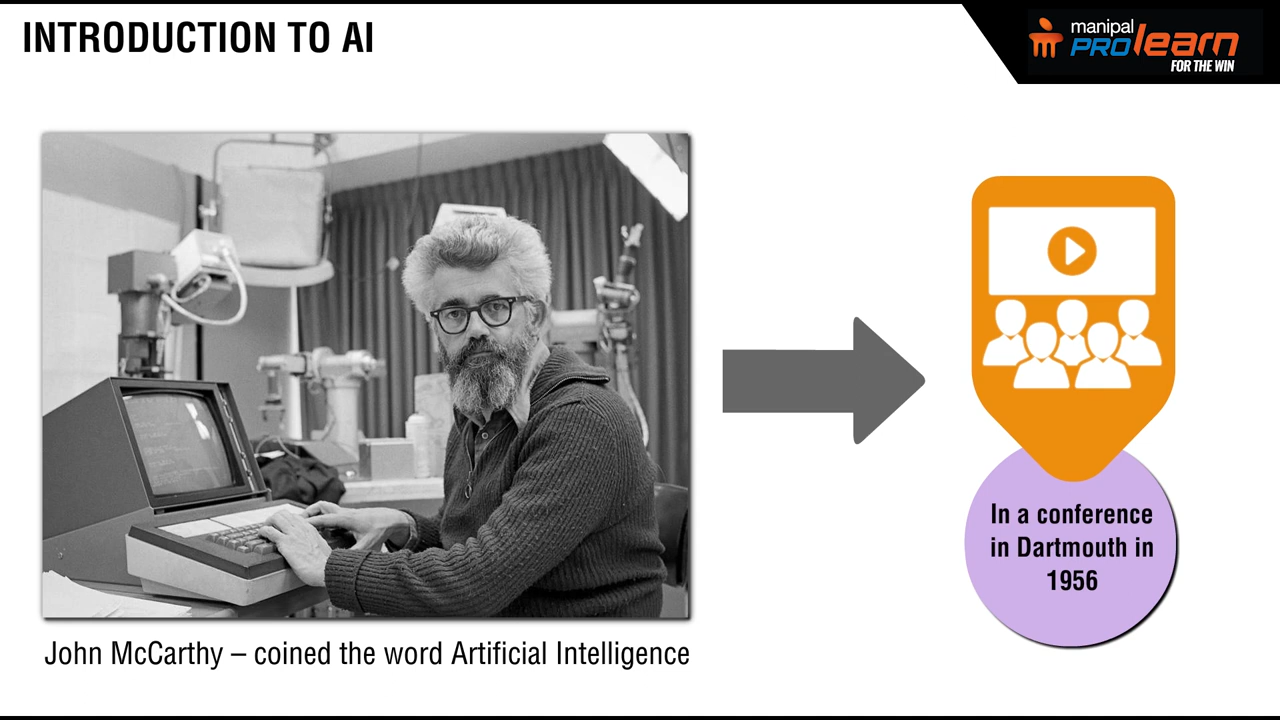 INTRODUCTION TO AI
manipal
PROlearn
FOR THE WIN
In a conference
in Dartmouth in
1956
John McCarthy – coined the word Artificial Intelligence